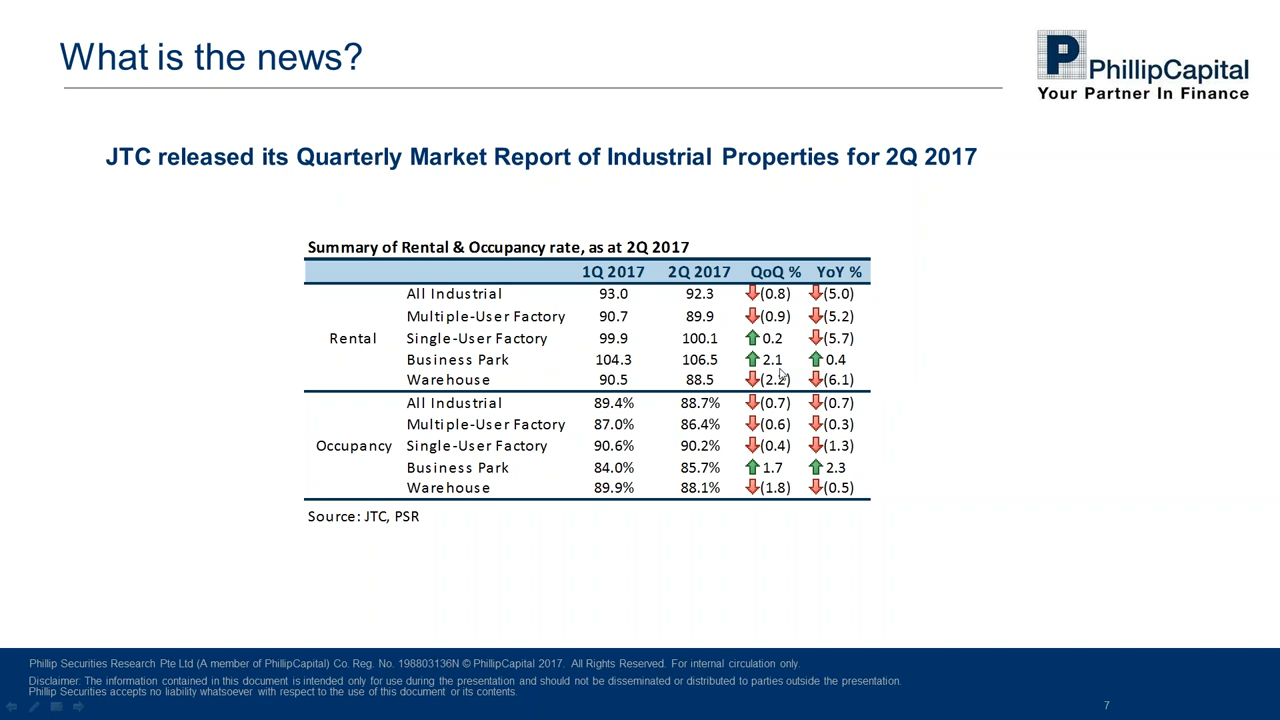 What is the news?
P
PhillipCapital
Your Partner In Finance
JTC released its Quarterly Market Report of Industrial Properties for 2Q 2017
Summary of Rental & Occupancy rate, as at 2Q 2017
1Q 2017 2Q 2017 QoQ % YoY %
All Industrial 93.0 92.3 (0.8) (5.0)
Multiple-User Factory 90.7 89.9 (0.9) (5.2)
Rental Single-User Factory 99.9 100.1 0.2 (5.7)
Business Park 104.3 106.5 2.1 0.4
Warehouse 90.5 88.5 (2.2) (6.1)
All Industrial 89.4% 88.7% (0.7) (0.7)
Multiple-User Factory 87.0% 86.4% (0.6) (0.3)
Occupancy Single-User Factory 90.6% 90.2% (0.4) (1.3)
Business Park 84.0% 85.7% 1.7 2.3
Warehouse 89.9% 88.1% (1.8) (0.5)
Source: JTC, PSR
Phillip Securities Research Pte Ltd (A member of PhillipCapital) Co. Reg. No. 198803136N © PhillipCapital 2017. All Rights Reserved. For internal circulation only.
Disclaimer: The information contained in this document is intended only for use during the presentation and should not be disseminated or distributed to parties outside the presentation.
Phillip Securities accepts no liability whatsoever with respect to the use of this document or its contents.
7